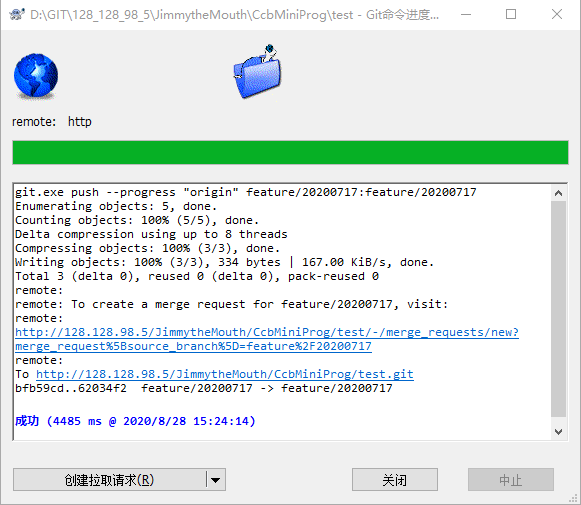 D:\GIT\128_128_98_5\JimmytheMouth\CcbMiniProg\test - Git命令进度...
remote: http
git.exe push --progress "origin" feature/20200717:feature/20200717
Enumerating objects: 5, done.
Counting objects: 100% (5/5), done.
Delta compression using up to 8 threads
Compressing objects: 100% (3/3), done.
Writing objects: 100% (3/3), 334 bytes | 167.00 KiB/s, done.
Total 3 (delta 0), reused 0 (delta 0), pack-reused 0
remote:
remote: To create a merge request for feature/20200717, visit:
remote:
http://128.128.98.5/JimmytheMouth/CcbMiniProg/test/-/merge_requests/new?
merge_request%5Bsource_branch%5D=feature%2F20200717
remote:
To http://128.128.98.5/JimmytheMouth/CcbMiniProg/test.git
bfb59cd..62034f2 feature/20200717 -> feature/20200717
成功 (4485 ms @ 2020/8/28 15:24:14)
创建拉取请求(R)
关闭
中止